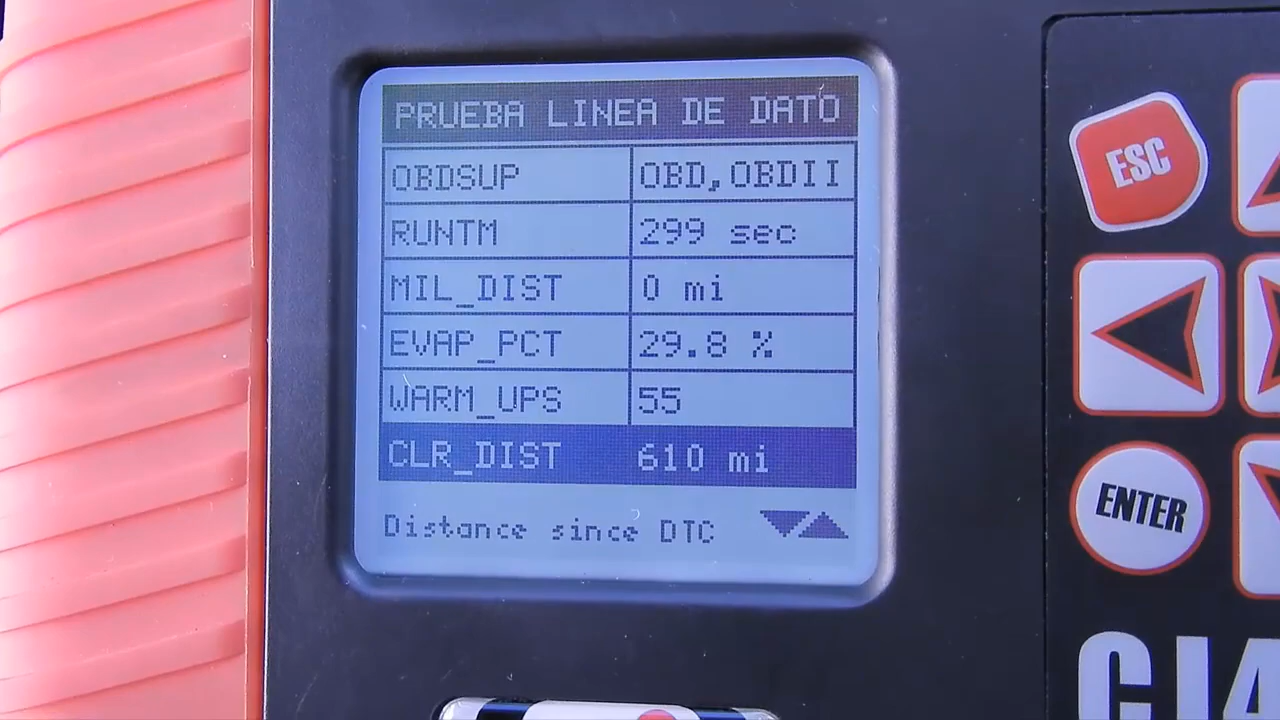 PRUEBA LINEA DE DATO
OBDSUP OBD,OBDII
RUNTM 299 sec
MIL_DIST 0 mi
EVAP_PCT 29.8 %
WARM_UPS 55
CLR_DIST 610 mi
Distance since DTC
ESC
ENTER